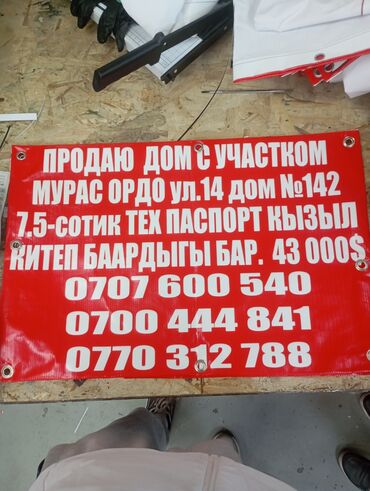 ПРОДАЮ ДОМ С УЧАСТКОМ
МУРАС ОРДО ул.14 дом №142
7.5-сотик ТЕХ ПАСПОРТ КЫЗЫЛ
КИТЕП БААРДЫГЫ БАР. 43 000$
0707 600 540
0700 444 841
0770 312 788